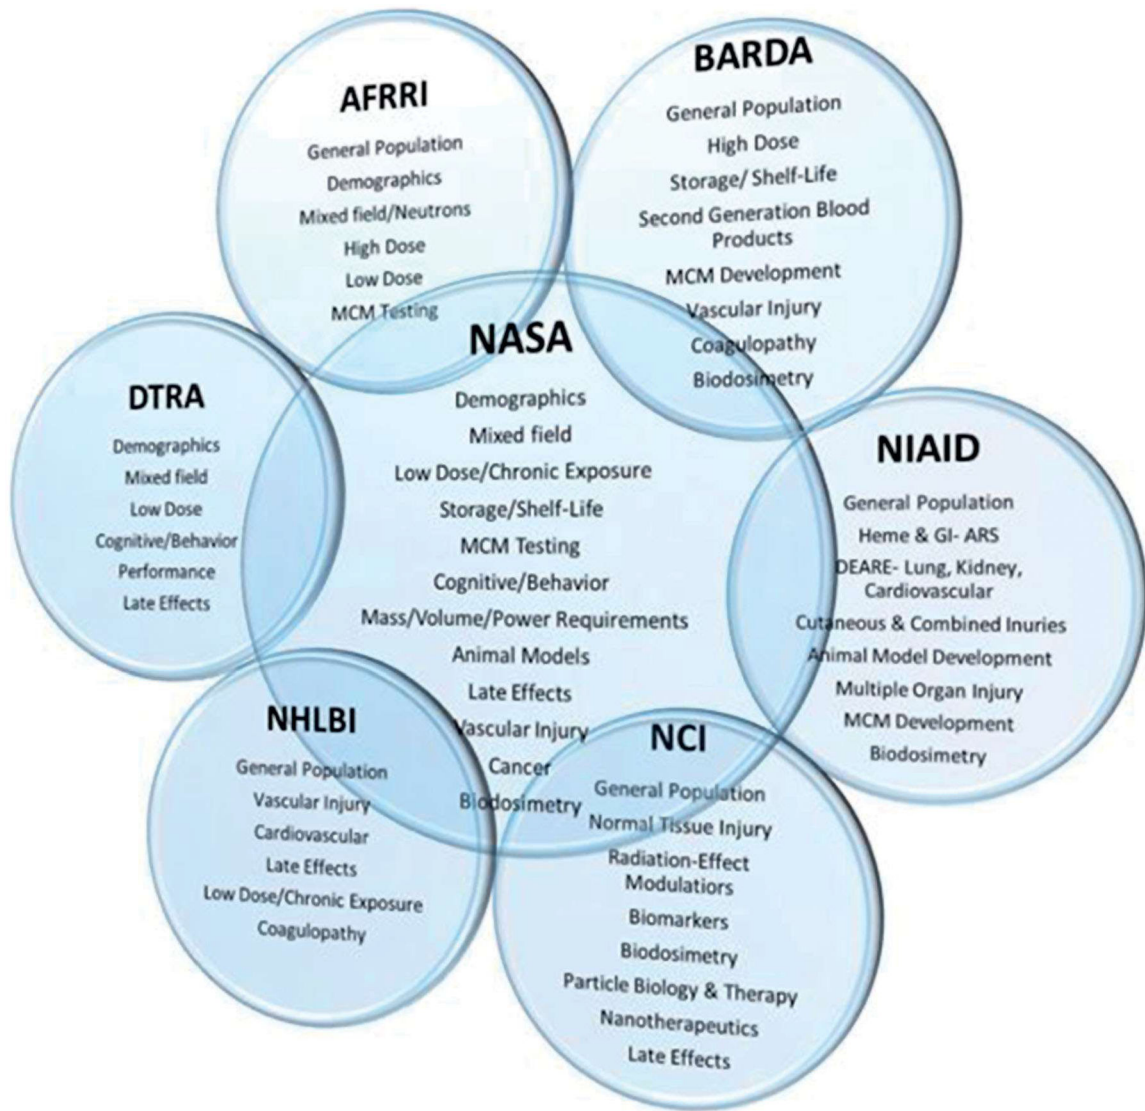 AFRRI
General Population
Demographics
Mixed field/Neutrons
High Dose
Low Dose
MCM Testing
BARDA
General Population
High Dose
Storage/ Shelf-Life
Second Generation Blood
Products
MCM Development
Vascular Injury
Coagulopathy
Biodosimetry
DTRA
Demographics
Mixed field
Low Dose
Cognitive/Behavior
Performance
Late Effects
NASA
Demographics
Mixed field
Low Dose/Chronic Exposure
Storage/Shelf-Life
MCM Testing
Cognitive/Behavior
Mass/Volume/Power Requirements
Animal Models
Late Effects
Vascular Injury
Cancer
Biodosimetry
NIAID
General Population
Heme & GI- ARS
DEARE- Lung, Kidney,
Cardiovascular
Cutaneous & Combined Inuries
Animal Model Development
Multiple Organ Injury
MCM Development
Biodosimetry
NHLBI
General Population
Vascular Injury
Cardiovascular
Late Effects
Low Dose/Chronic Exposure
Coagulopathy
NCI
General Population
Normal Tissue Injury
Radiation-Effect
Modulatiors
Biomarkers
Biodosimetry
Particle Biology & Therapy
Nanotherapeutics
Late Effects